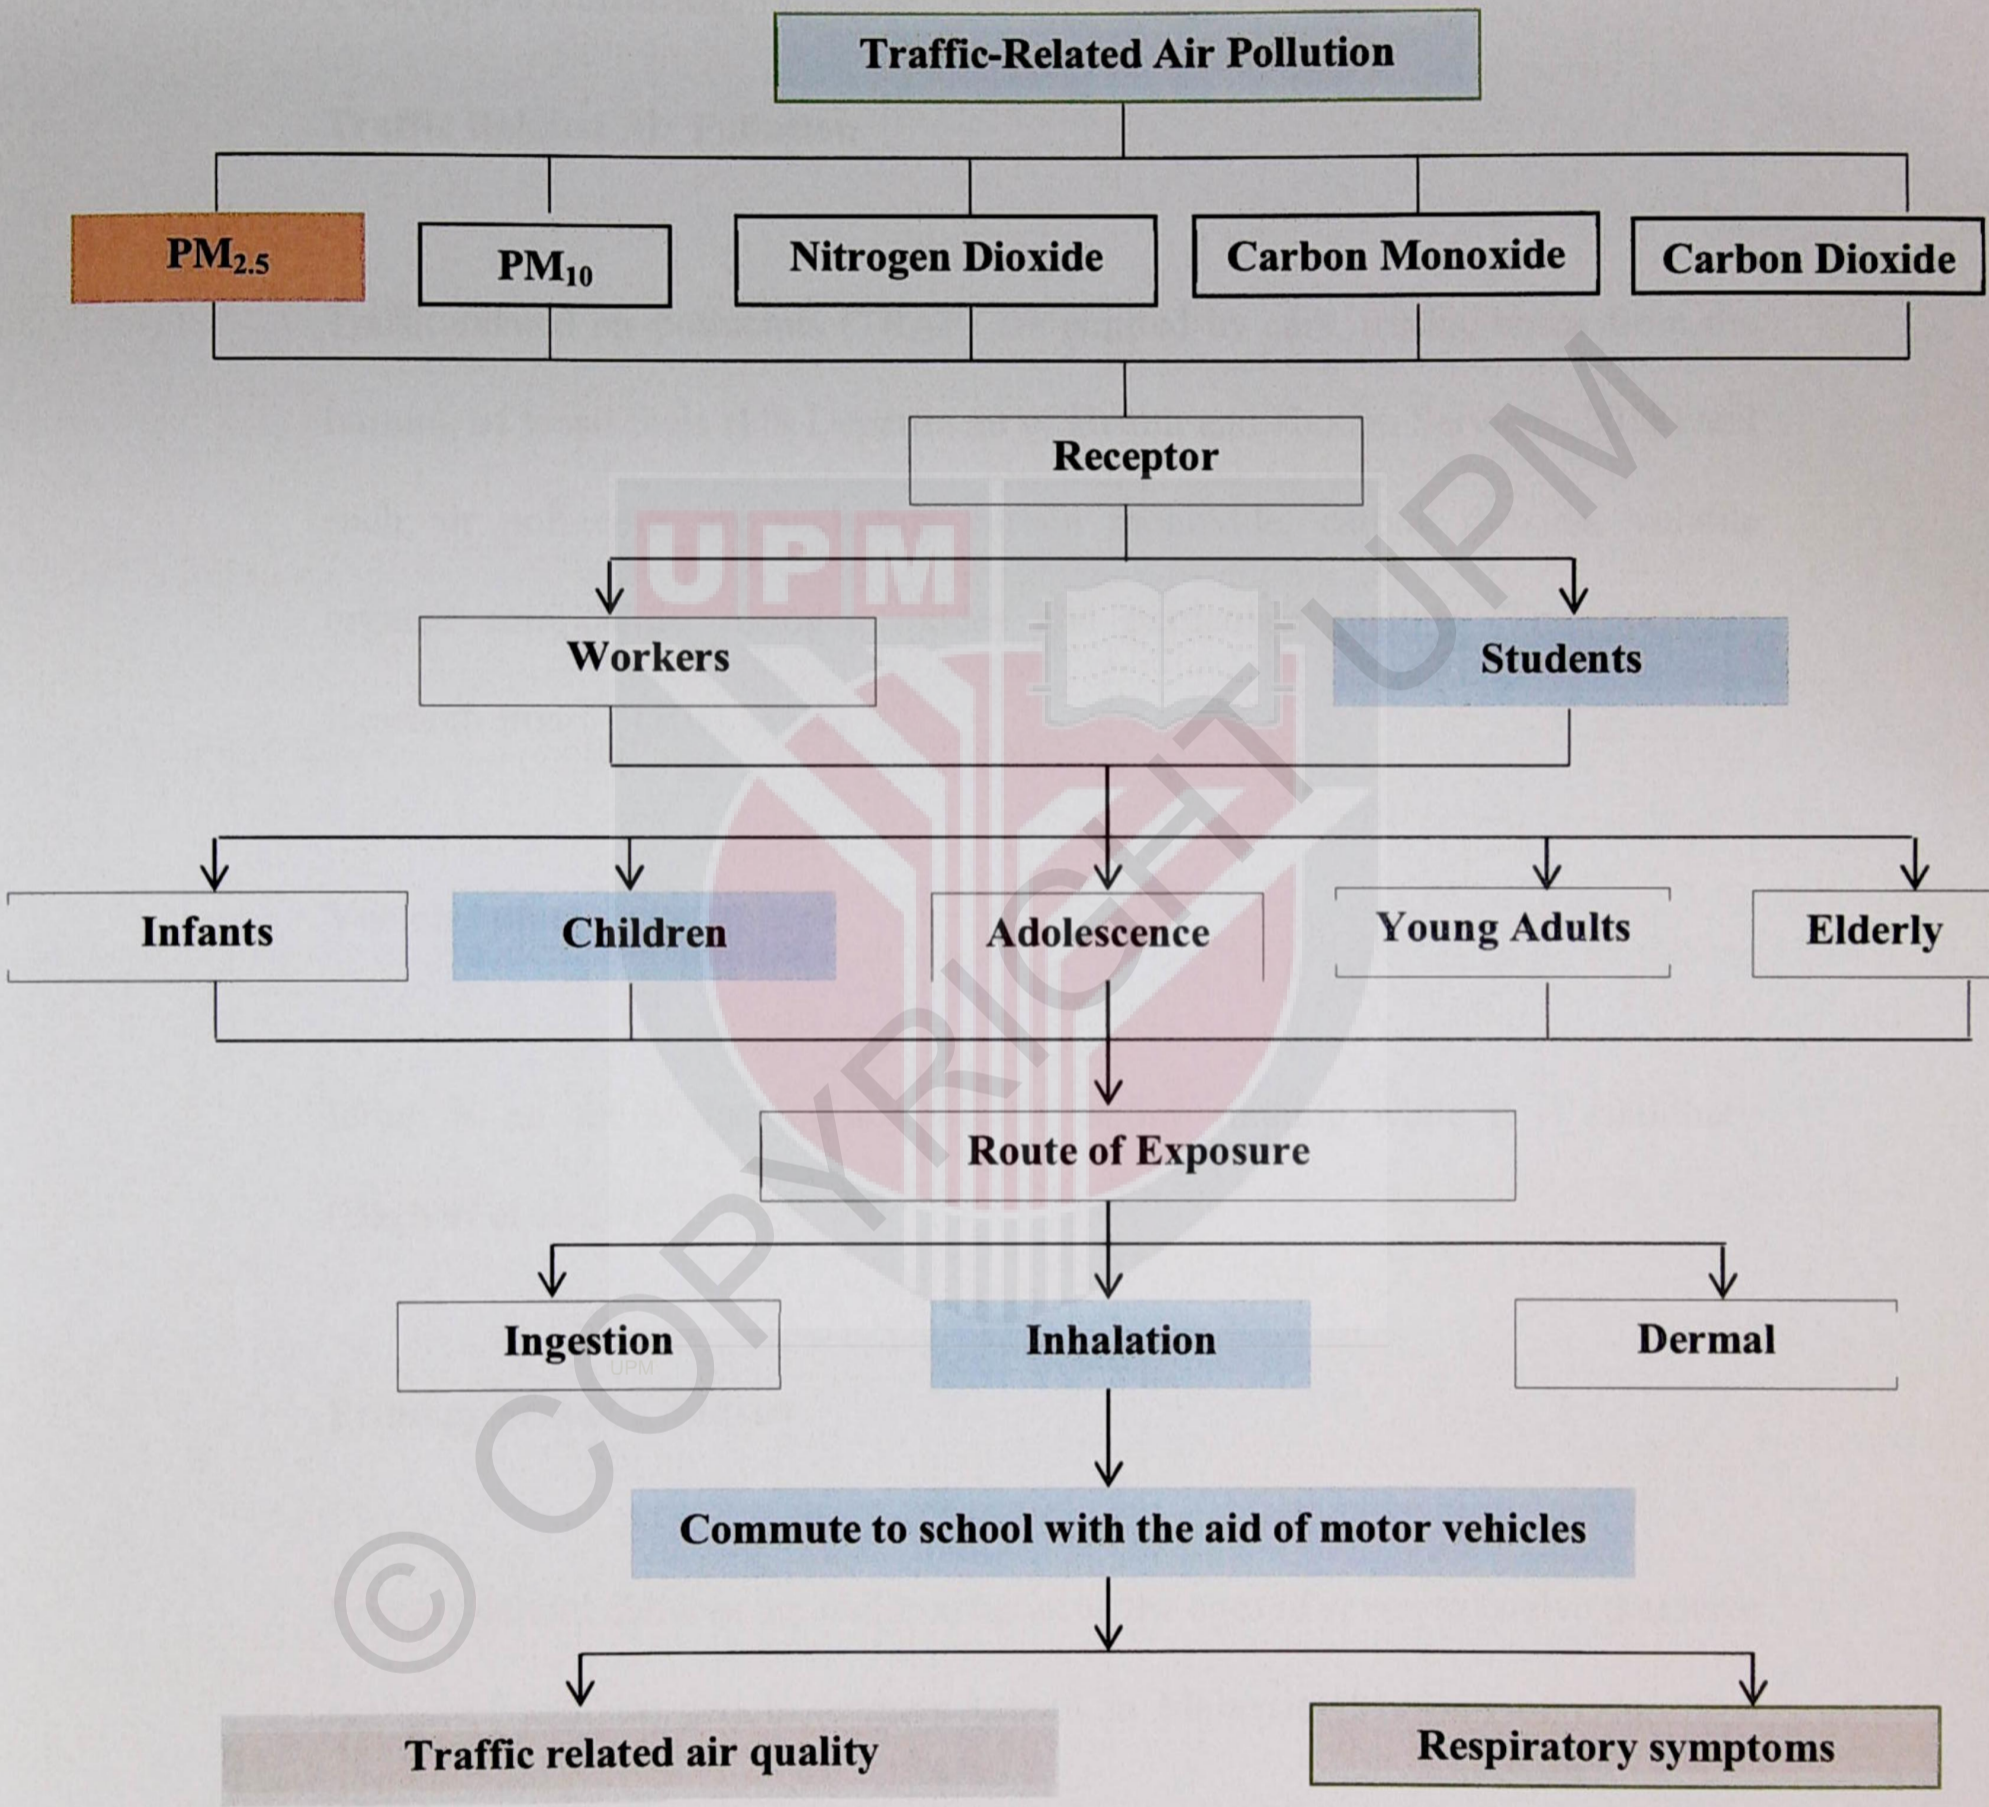 Traffic-Related Air Pollution
PM2.5
PM10
Nitrogen Dioxide
Carbon Monoxide
Carbon Dioxide
Receptor
UPM
Workers
Students
Infants
Children
Adolescence
Young Adults
Elderly
Route of Exposure
Ingestion
Inhalation
Dermal
UPM
Commute to school with the aid of motor vehicles
Traffic related air quality
Respiratory symptoms
© COPYRIGHT UPM